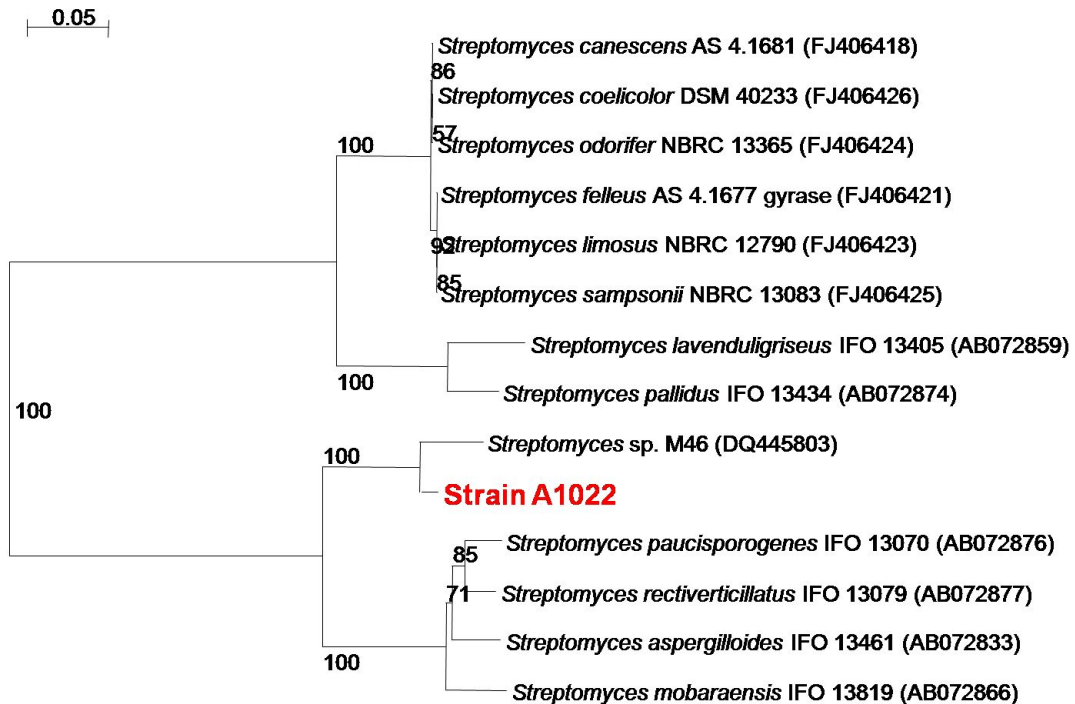 0.05
Streptomyces canescens AS 4.1681 (FJ406418)
86
Streptomyces coelicolor DSM 40233 (FJ406426)
57
Streptomyces odorifer NBRC 13365 (FJ406424)
100
Streptomyces felleus AS 4.1677 gyrase (FJ406421)
92
Streptomyces limosus NBRC 12790 (FJ406423)
85
Streptomyces sampsonii NBRC 13083 (FJ406425)
Streptomyces lavenduligriseus IFO 13405 (AB072859)
100
Streptomyces pallidus IFO 13434 (AB072874)
100
Streptomyces sp. M46 (DQ445803)
100
Strain A1022
Streptomyces paucisporogenes IFO 13070 (AB072876)
85
71
Streptomyces rectiverticillatus IFO 13079 (AB072877)
Streptomyces aspergilloides IFO 13461 (AB072833)
100
Streptomyces mobaraensis IFO 13819 (AB072866)